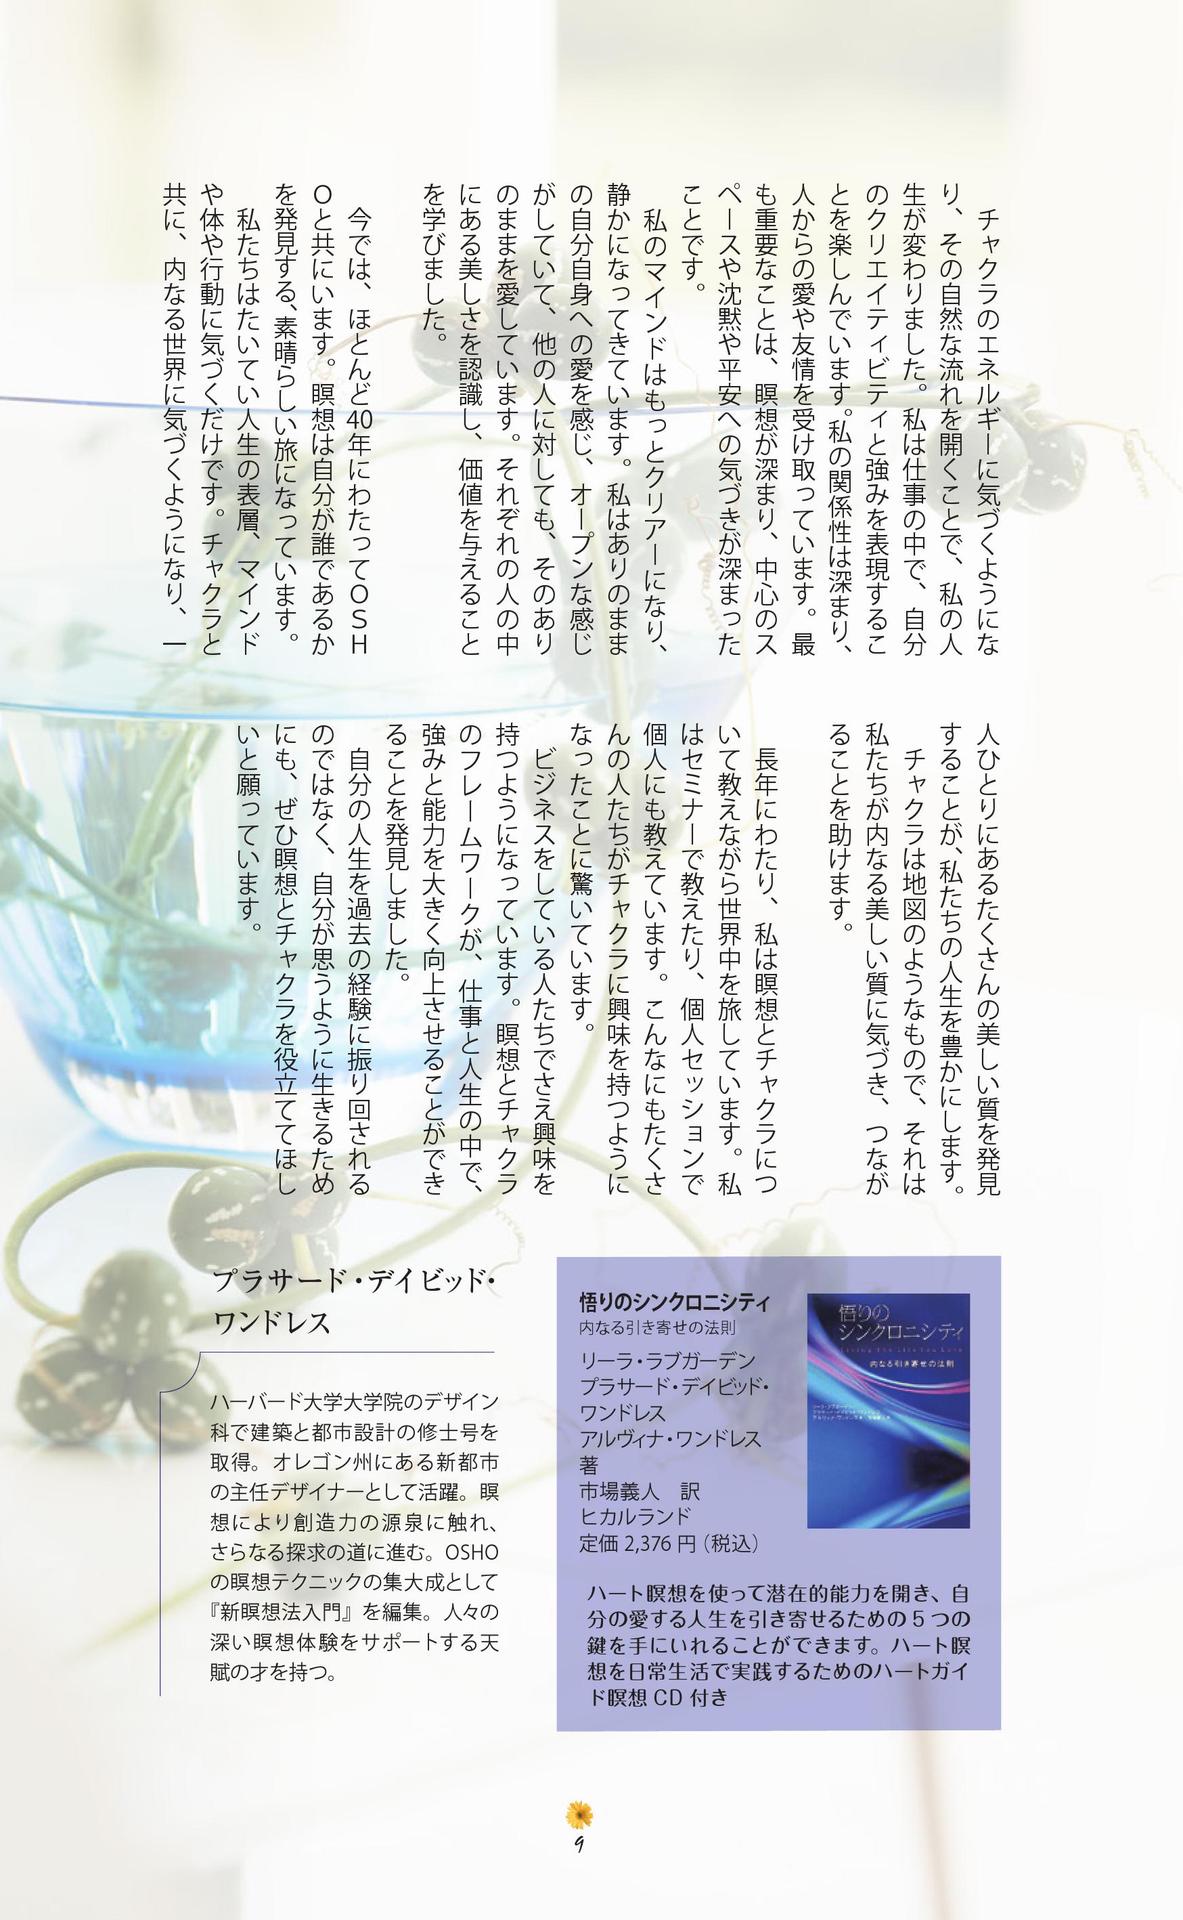 チャクラのエネルギーに気づくようにな
り、その自然な流れを開くことで、私の人
生が変わりました。私は仕事の中で、自分
のクリエイティビティと強みを表現するこ
とを楽しんでいます。私の関係性は深まり、
人からの愛や友情を受け取っています。最
も重要なことは、瞑想が深まり、中心のス
ペースや沈黙や平安への気づきが深まった
ことです。
　私のマインドはもっとクリアーになり、
静かになってきています。私はありのまま
の自分自身への愛を感じ、オープンな感じ
がしていて、他の人に対しても、そのあり
のままを愛しています。それぞれの人の中
にある美しさを認識し、価値を与えること
を学びました。
　今では、ほとんど40年にわたってOSH
Oと共にいます。瞑想は自分が誰であるか
を発見する、素晴らしい旅になっています。
　私たちはたいてい人生の表層、マインド
や体や行動に気づくだけです。チャクラと
共に、内なる世界に気づくようになり、一
人ひとりにあるたくさんの美しい質を発見
することが、私たちの人生を豊かにします。
　チャクラは地図のようなもので、それは
私たちが内なる美しい質に気づき、つなが
ることを助けます。
　長年にわたり、私は瞑想とチャクラにつ
いて教えながら世界中を旅しています。私
はセミナーで教えたり、個人セッションで
個人にも教えています。こんなにもたくさ
んの人たちがチャクラに興味を持つように
なったことに驚いています。
　ビジネスをしている人たちでさえ興味を
持つようになっています。瞑想とチャクラ
のフレームワークが、仕事と人生の中で、
強みと能力を大きく向上させることができ
ることを発見しました。
　自分の人生を過去の経験に振り回される
のではなく、自分が思うように生きるため
にも、ぜひ瞑想とチャクラを役立ててほし
いと願っています。
悟りのシンクロニシティ
内なる引き寄せの法則
リーラ・ラブガーデン
プラサード・デイビッド・
ワンドレス
アルヴィナ・ワンドレス
著
市場義人　訳
ヒカルランド
定価 2,376 円（税込）
悟りの
シンクロニシティ
Living The Life You Love
内なる引き寄せの法則
ハート瞑想を使って潜在的能力を開き、自
分の愛する人生を引き寄せるための 5 つの
鍵を手にいれることができます。ハート瞑
想を日常生活で実践するためのハートガイ
ド瞑想 CD 付き
プラサード・デイビッド・
ワンドレス
ハーバード大学大学院のデザイン
科で建築と都市設計の修士号を
取得。オレゴン州にある新都市
の主任デザイナーとして活躍。瞑
想により創造力の源泉に触れ、
さらなる探求の道に進む。OSHO
の瞑想テクニックの集大成として
『新瞑想法入門』を編集。人々の
深い瞑想体験をサポートする天
賦の才を持つ。
9